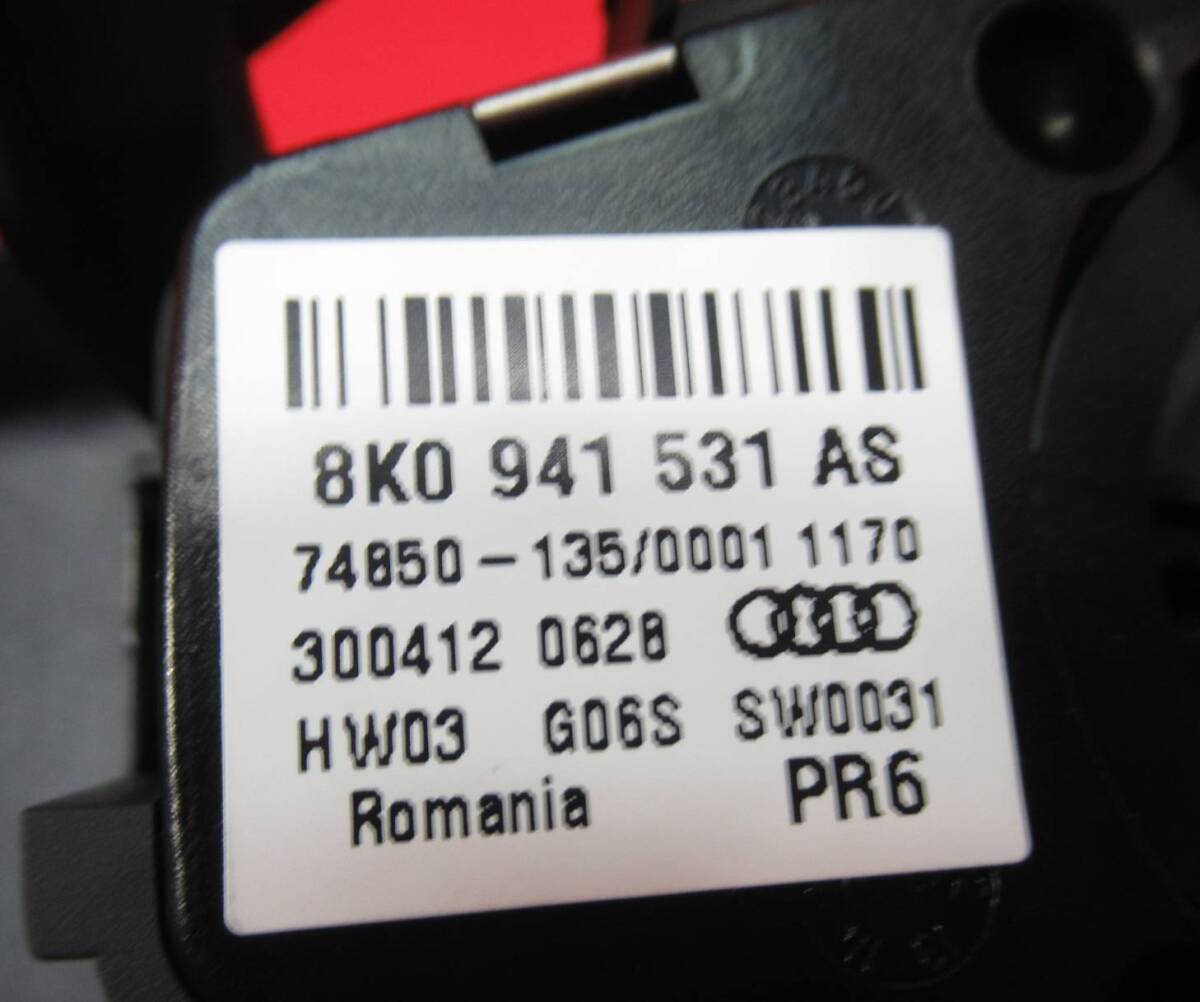 8K0 941 531 AS
74850-135/0001 1170
300412 0628
HW03 G06S SW0031
Romania PR6